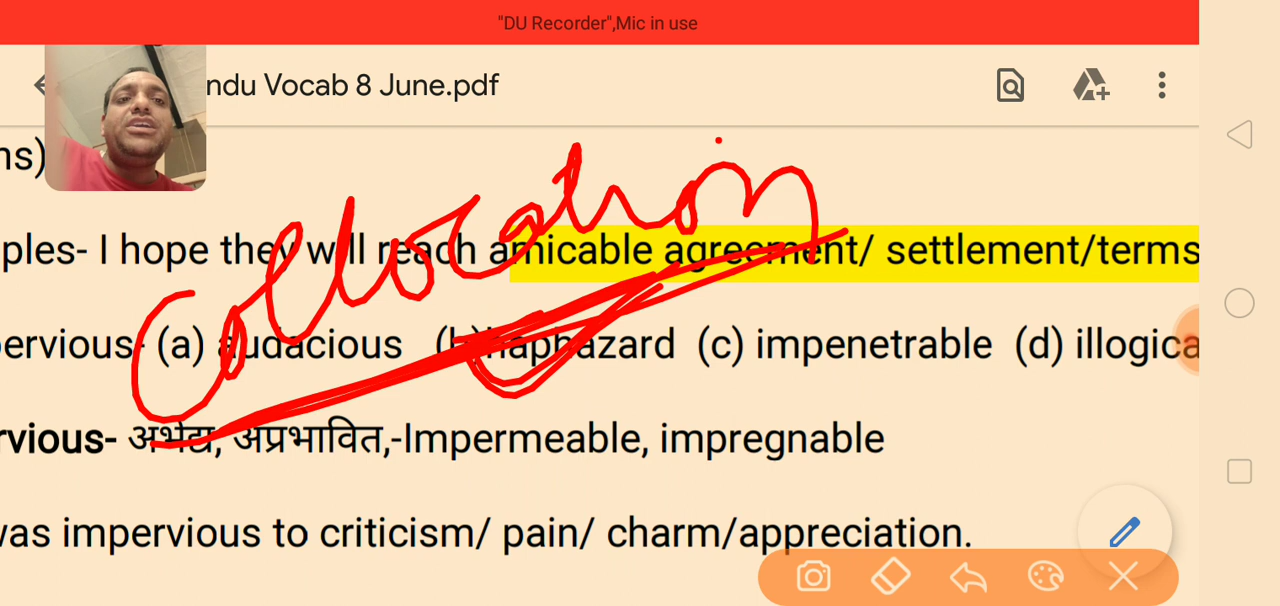 "DU Recorder",Mic in use
ndu Vocab 8 June.pdf
ns)
Collocation
ples- I hope they will reach amicable agreement/ settlement/terms
pervious- (a) audacious (b) haphazard (c) impenetrable (d) illogica
rvious- अभेद्य, अप्रभावित,-Impermeable, impregnable
was impervious to criticism/ pain/ charm/appreciation.